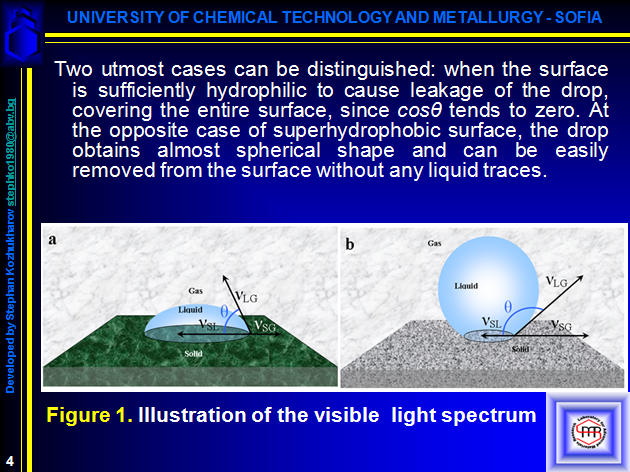 UNIVERSITY OF CHEMICAL TECHNOLOGY AND METALLURGY - SOFIA
Two utmost cases can be distinguished: when the surface
is sufficiently hydrophilic to cause leakage of the drop,
covering the entire surface, since cosθ tends to zero. At
the opposite case of superhydrophobic surface, the drop
obtains almost spherical shape and can be easily
removed from the surface without any liquid traces.
a
Gas
Liquid
θ
νLG
νSL
νSG
Solid
b
Gas
Liquid
θ
νLG
νSL
νSG
Solid
Figure 1. Illustration of the visible light spectrum
Developed by Stephan Kozhukharov stephko1980@abv.bg
4